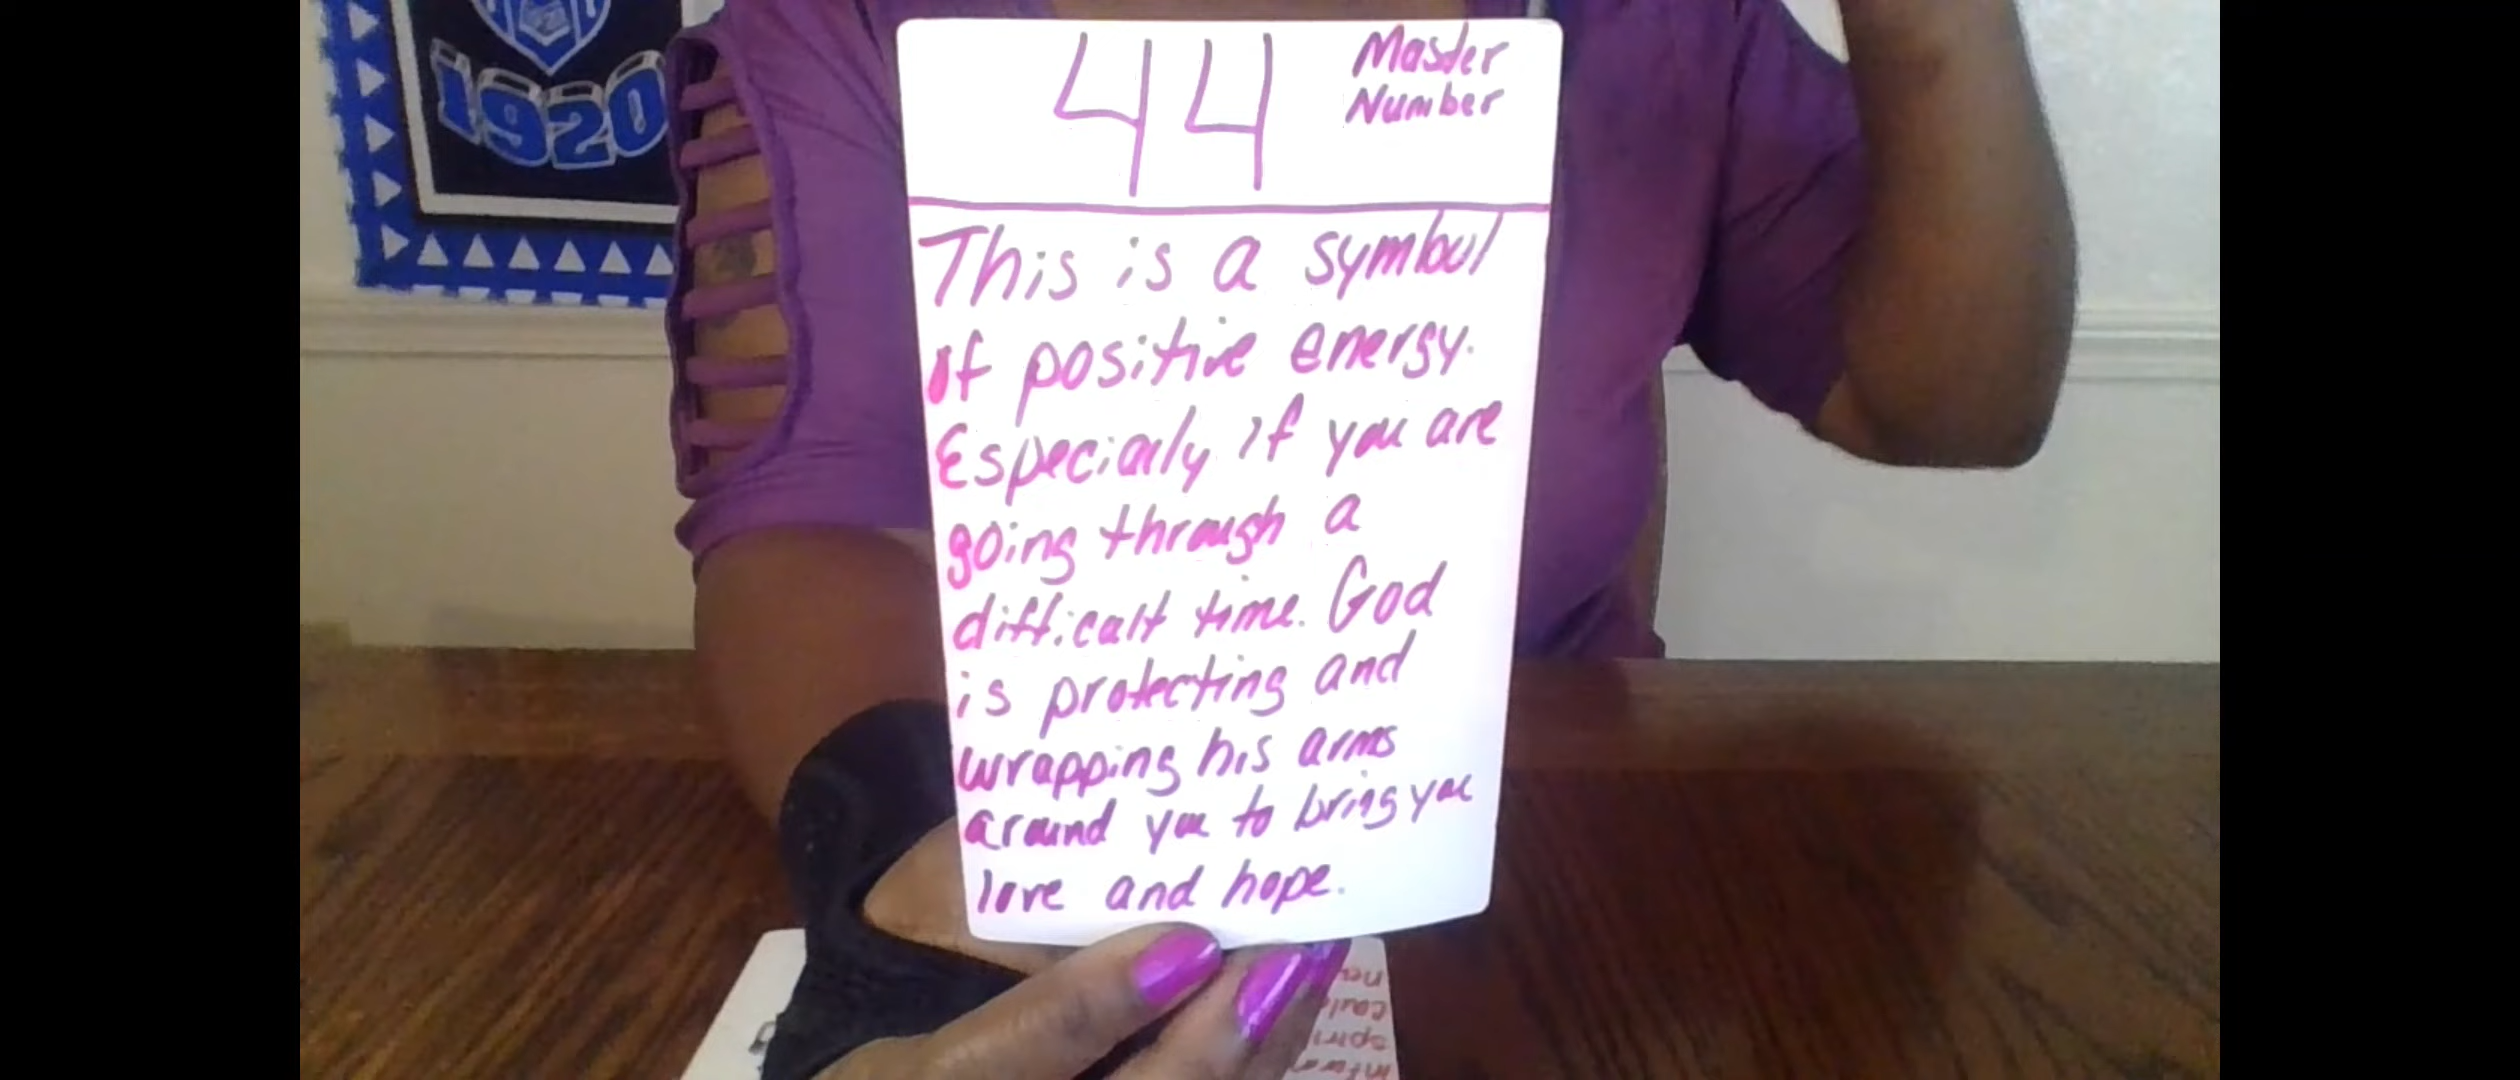 1920
44
Master
Number
This is a symbol
of positive energy.
Especially if you are
going through a
difficult time. God
is protecting and
wrapping his arms
around you to bring you
love and hope.